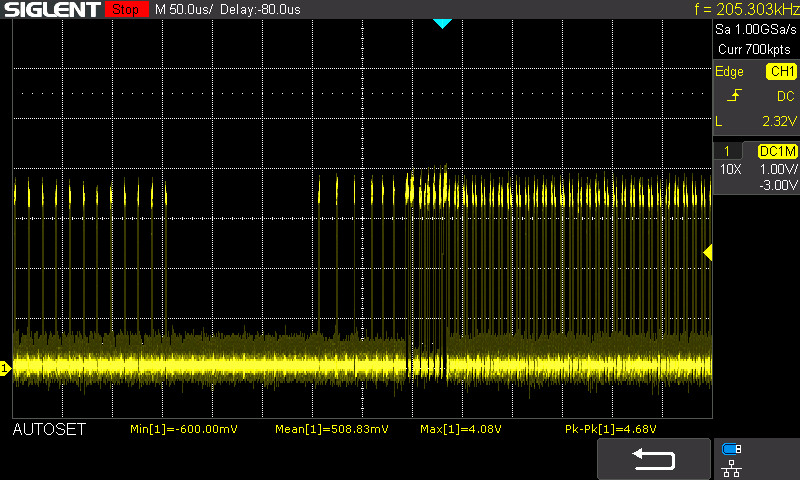 SIGLENT Stop M 50.0us/ Delay:-80.0us f = 205.303kHz
Sa 1.00GSa/s
Curr 700kpts
Edge CH1
DC
L 2.32V
1 DC1M
10X 1.00V/
-3.00V
1
AUTOSET Min[1]=-600.00mV Mean[1]=508.83mV Max[1]=4.08V Pk-Pk[1]=4.68V